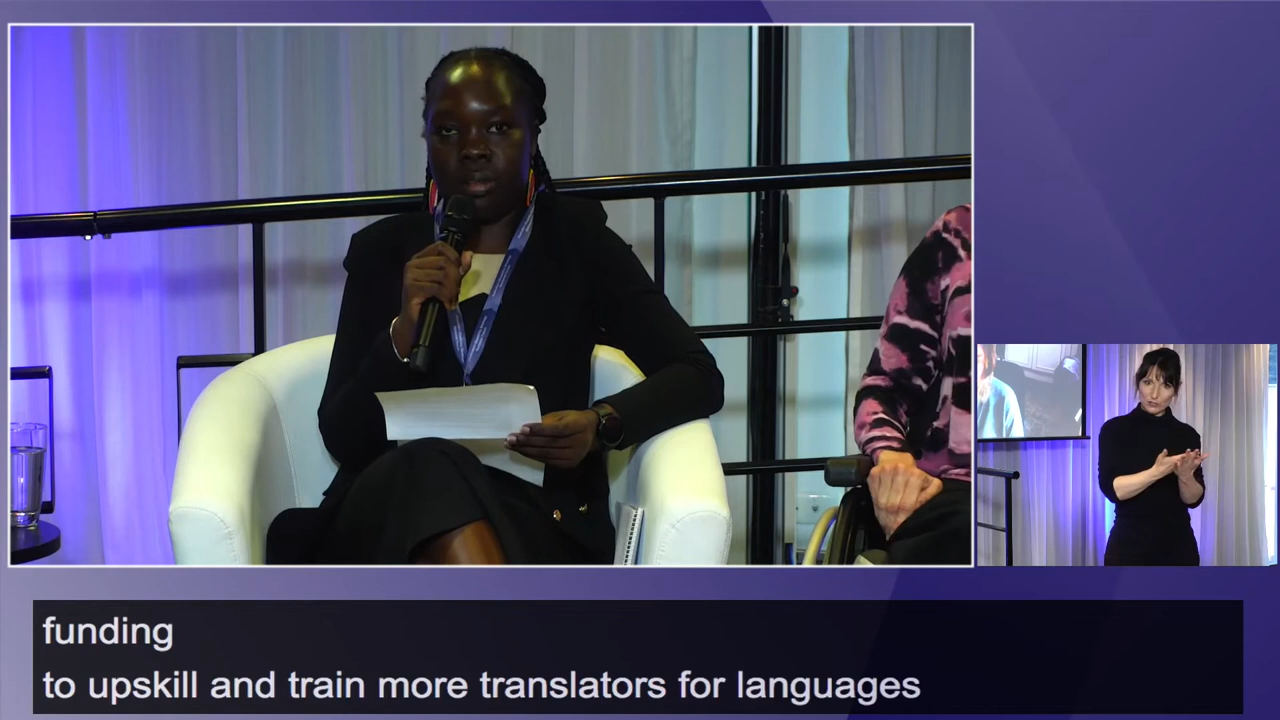 funding
to upskill and train more translators for languages